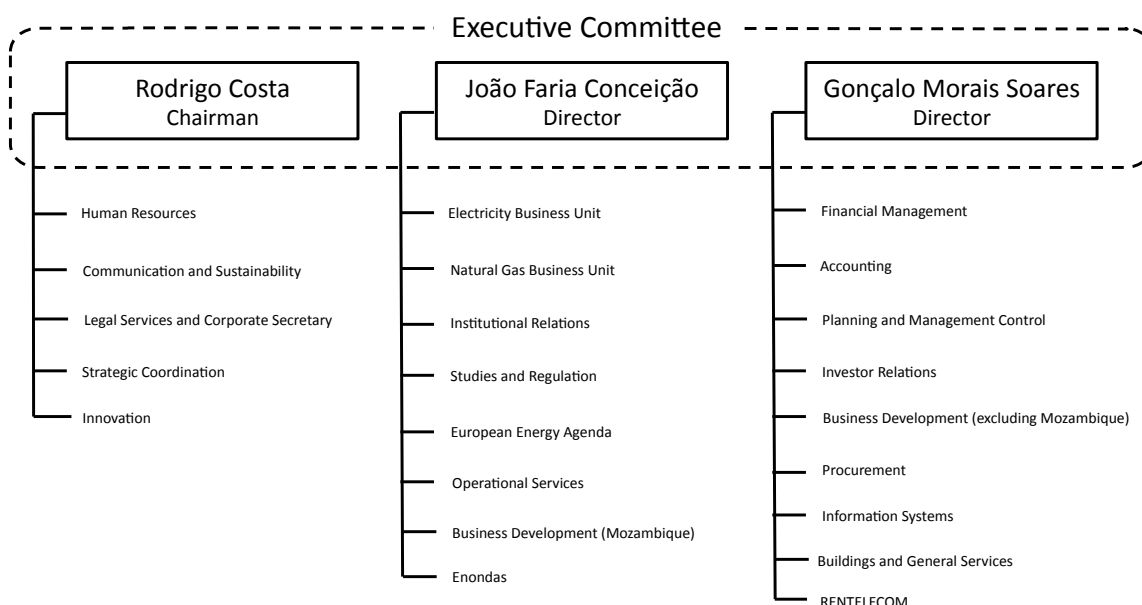 Executive Committee
Rodrigo Costa
Chairman
Human Resources
Communication and Sustainability
Legal Services and Corporate Secretary
Strategic Coordination
Innovation
João Faria Conceição
Director
Electricity Business Unit
Natural Gas Business Unit
Institutional Relations
Studies and Regulation
European Energy Agenda
Operational Services
Business Development (Mozambique)
Enondas
Gonçalo Morais Soares
Director
Financial Management
Accounting
Planning and Management Control
Investor Relations
Business Development (excluding Mozambique)
Procurement
Information Systems
Buildings and General Services
RENTELECOM